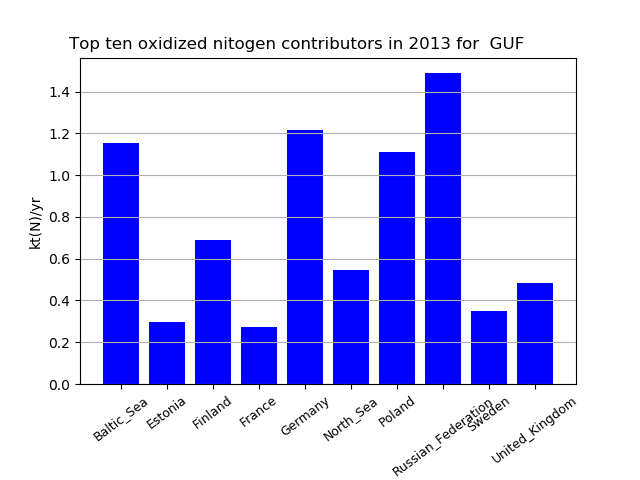 Top ten oxidized nitogen contributors in 2013 for  GUF
kt(N)/yr
1.4
1.2
1.0
0.8
0.6
0.4
0.2
0.0
Baltic_Sea
Estonia
Finland
France
Germany
North_Sea
Poland
Russian_Federation
Sweden
United_Kingdom